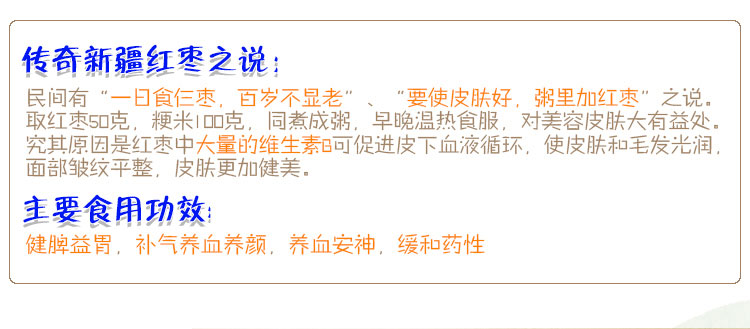 传奇新疆红枣之说：
民间有“一日食仨枣，百岁不显老”、“要使皮肤好，粥里加红枣”之说。
取红枣50克，粳米100克，同煮成粥，早晚温热食服，对美容皮肤大有益处。
究其原因是红枣中大量的维生素B可促进皮下血液循环，使皮肤和毛发光润，
面部皱纹平整，皮肤更加健美。
主要食用功效：
健脾益胃，补气养血养颜，养血安神，缓和药性